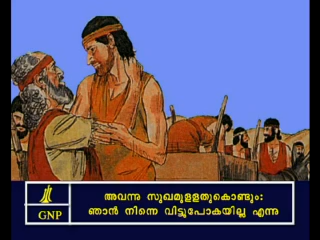 അവന്നു സുഖമുള്ളതുകൊണ്ടും:
ഞാൻ നിന്നെ വിട്ടുപോകയില്ല എന്നു
GNP